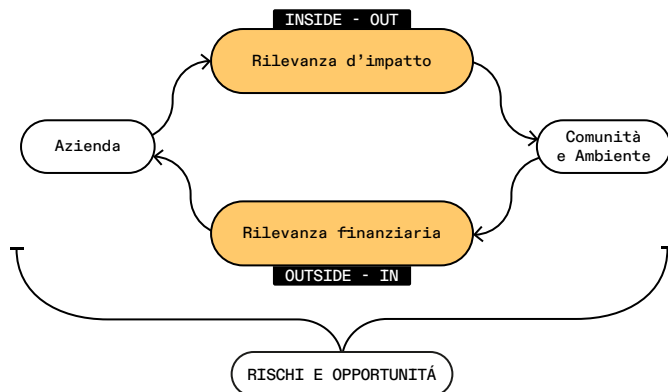 INSIDE - OUT
Rilevanza d'impatto
Azienda
Comunità
e Ambiente
Rilevanza finanziaria
OUTSIDE - IN
RISCHI E OPPORTUNITÁ